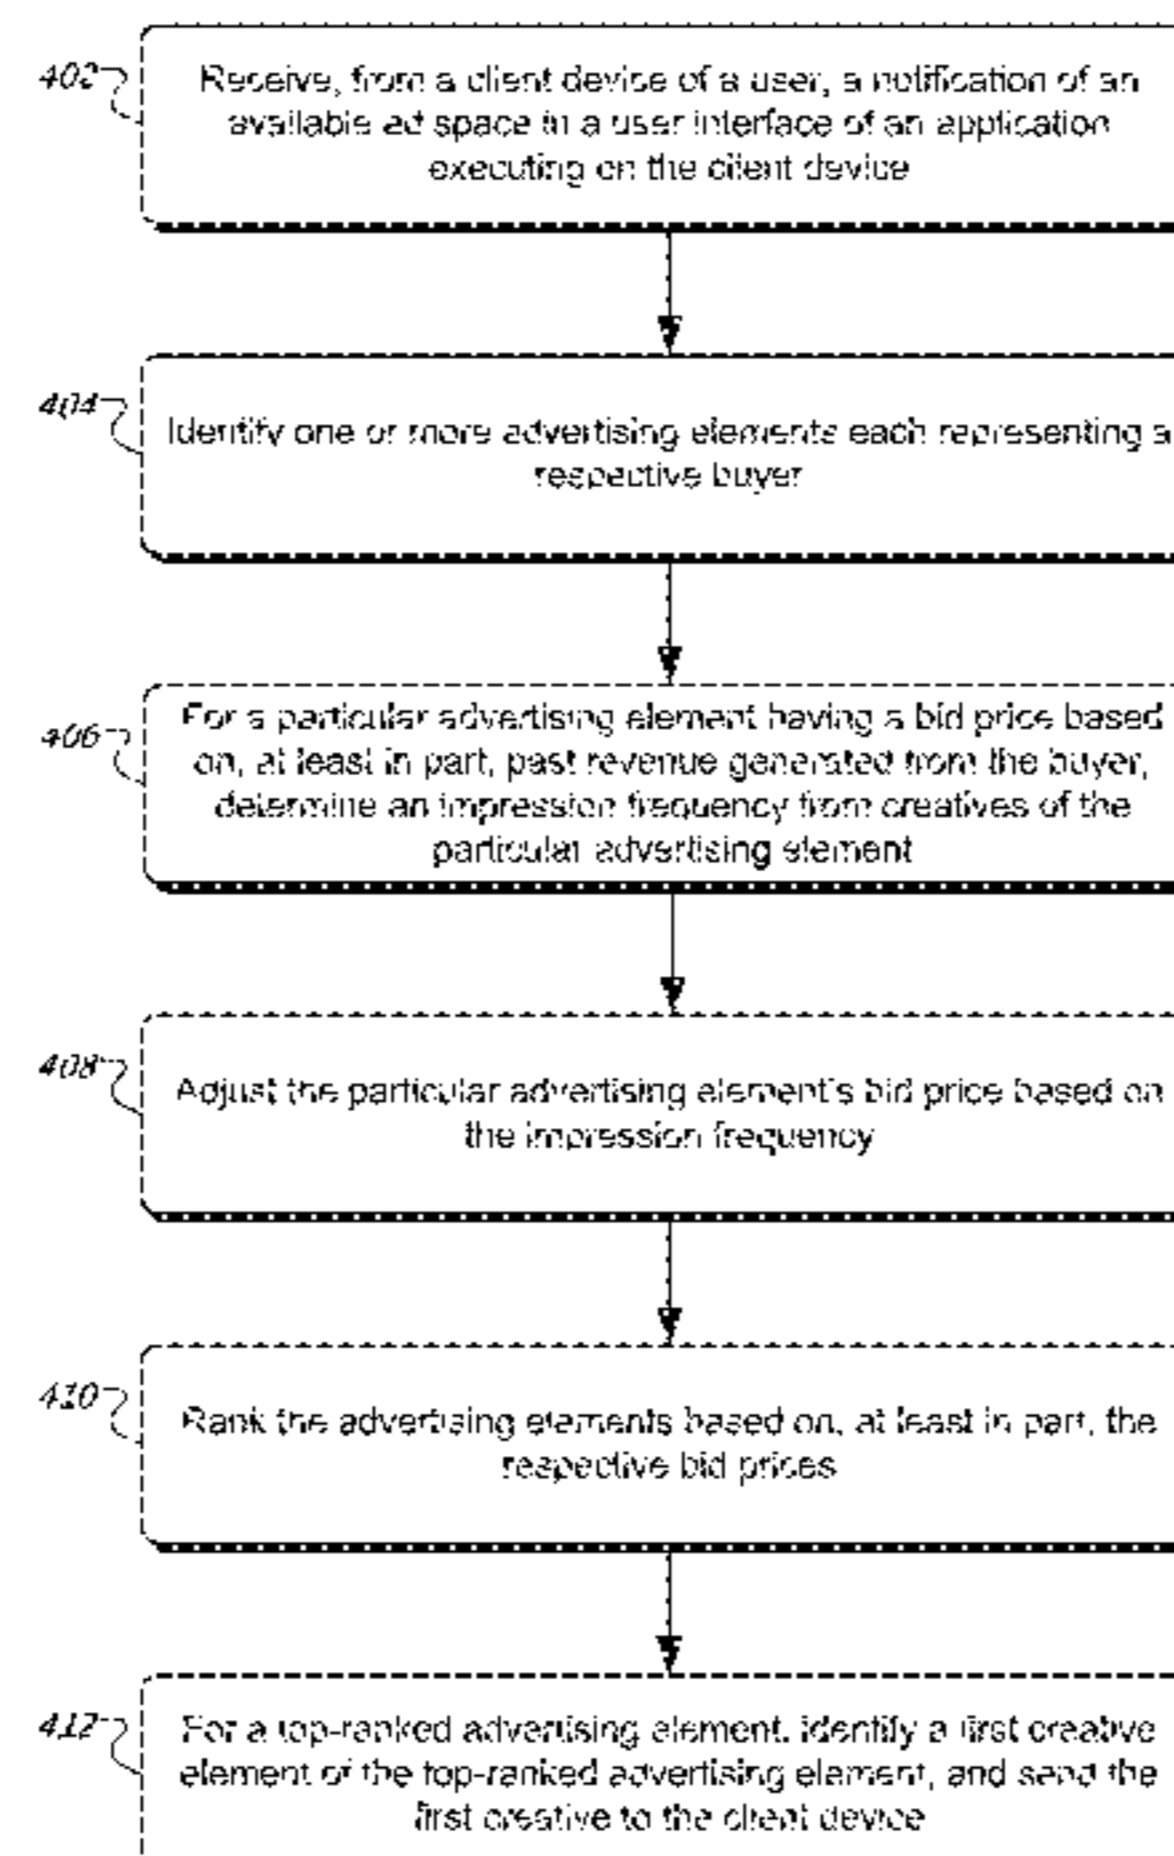 402
Receive, from a client device of a user, a notification of an
available ad space in a user interface of an application
executing on the client device
404
Identify one or more advertising elements each representing a
respective buyer
406
For a particular advertising element having a bid price based
on, at least in part, past revenue generated from the buyer,
determine an impression frequency from creatives of the
particular advertising element
408
Adjust the particular advertising element's bid price based on
the impression frequency
410
Rank the advertising elements based on, at least in part, the
respective bid prices
412
For a top-ranked advertising element, identify a first creative
element of the top-ranked advertising element, and send the
first creative to the client device